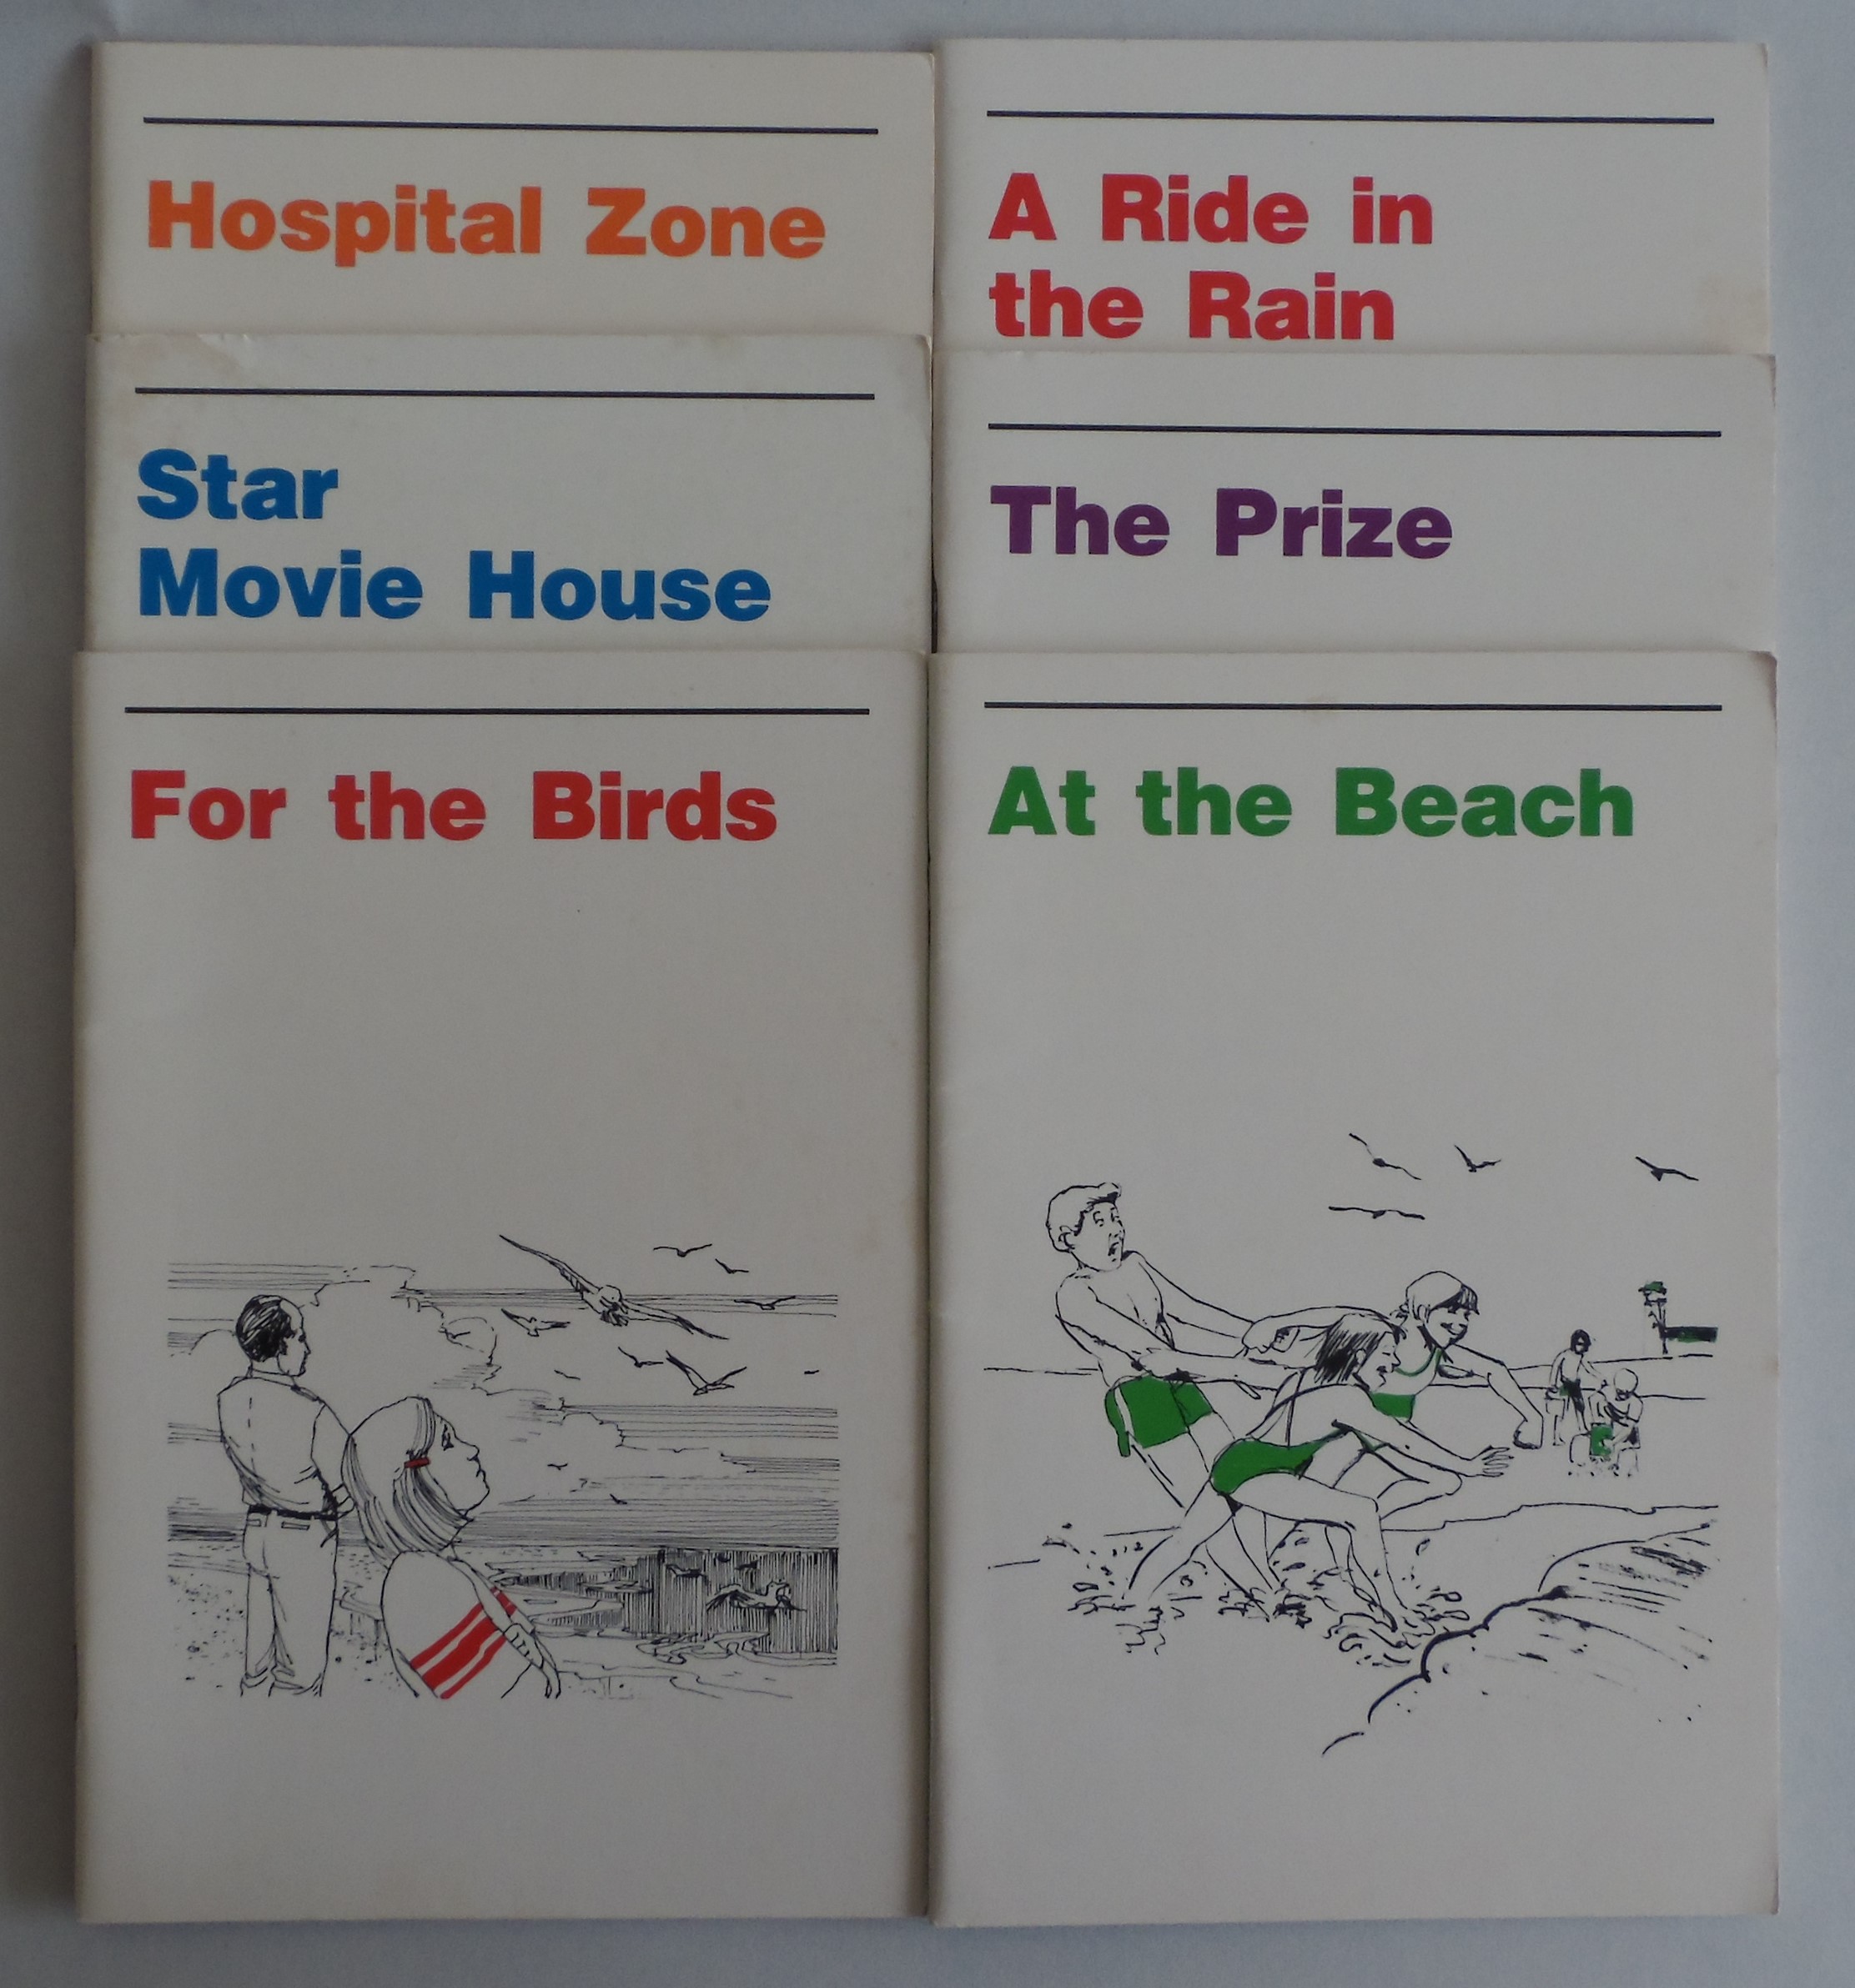 Hospital Zone
Star
Movie House
For the Birds
A Ride in
the Rain
The Prize
At the Beach